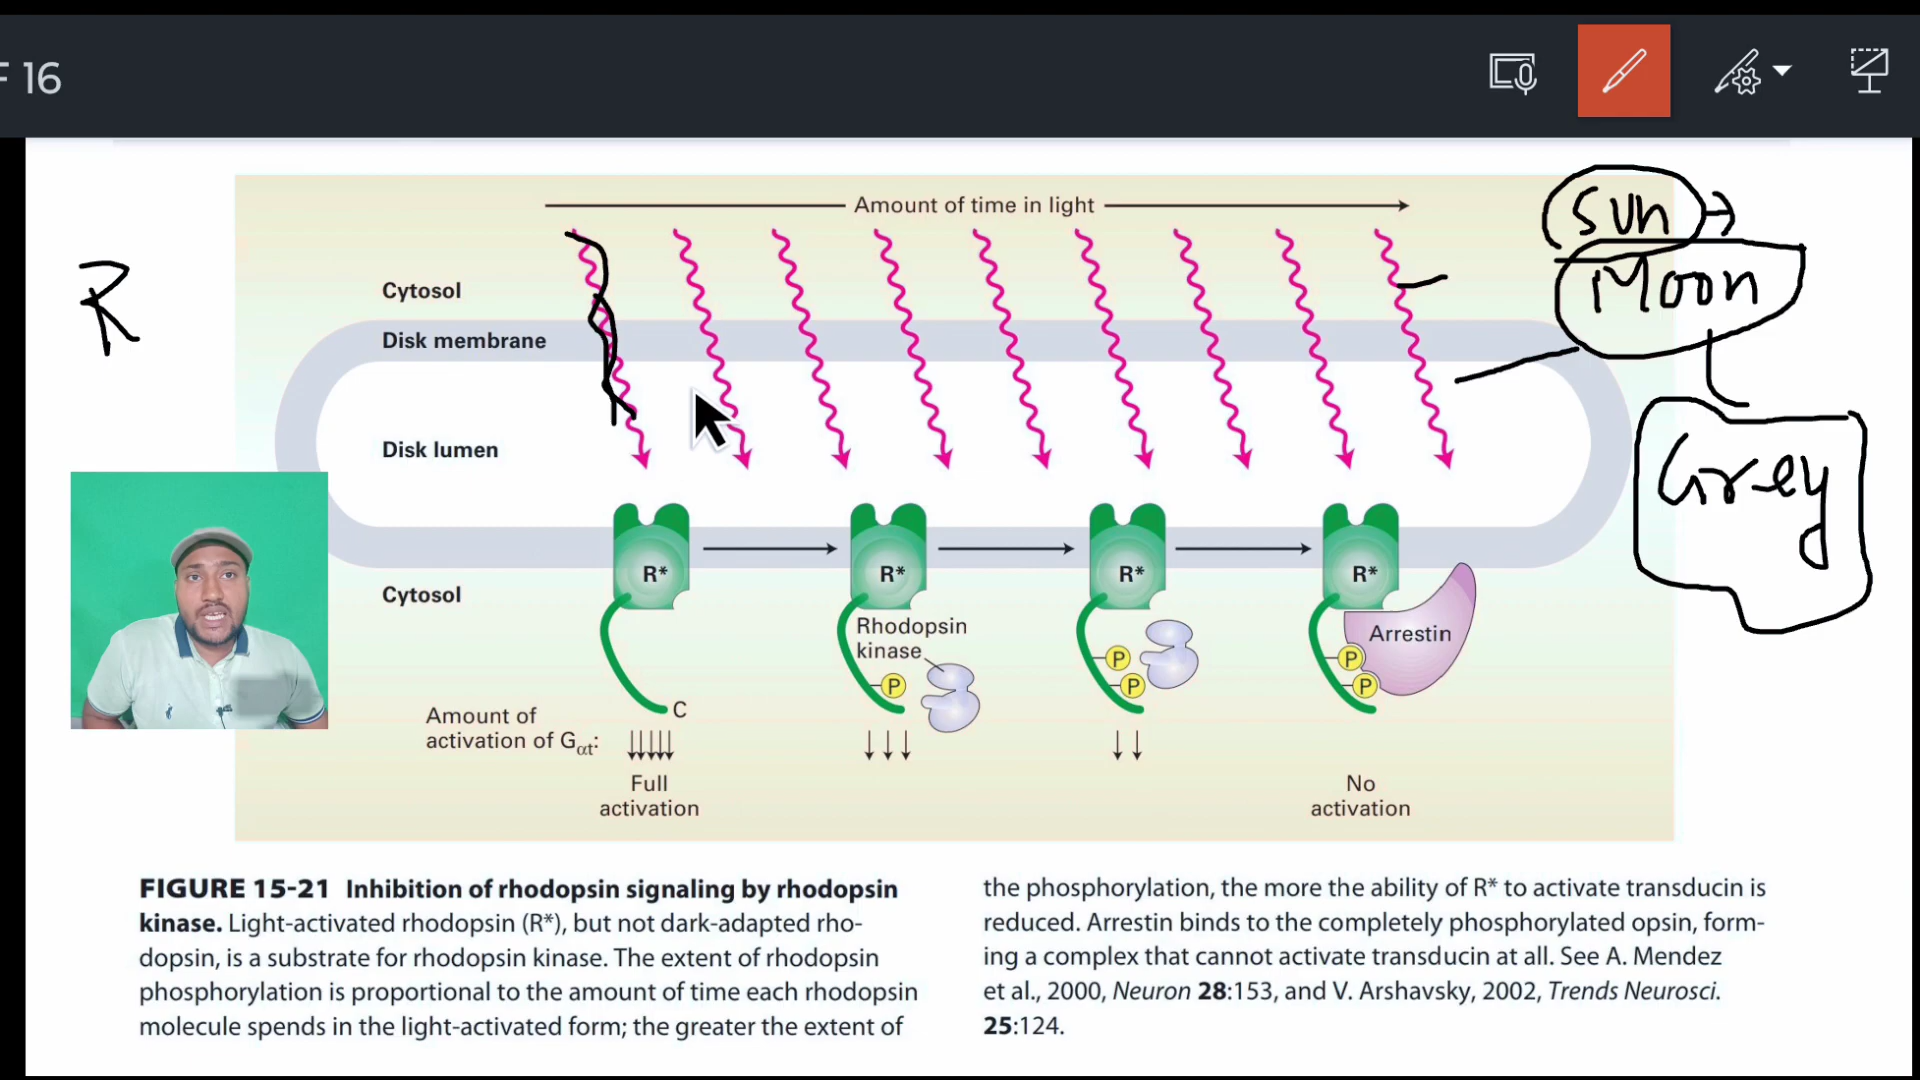 F 16
Amount of time in light
Sun
Moon
Grey
R
Cytosol
Disk membrane
Disk lumen
R* R* R* R*
Cytosol
Rhodopsin
kinase
Arrestin
P P P P P
C
Amount of
activation of Gαt:
Full
activation
No
activation
FIGURE 15-21 Inhibition of rhodopsin signaling by rhodopsin
kinase. Light-activated rhodopsin (R*), but not dark-adapted rho-
dopsin, is a substrate for rhodopsin kinase. The extent of rhodopsin
phosphorylation is proportional to the amount of time each rhodopsin
molecule spends in the light-activated form; the greater the extent of
the phosphorylation, the more the ability of R* to activate transducin is
reduced. Arrestin binds to the completely phosphorylated opsin, form-
ing a complex that cannot activate transducin at all. See A. Mendez
et al., 2000, Neuron 28:153, and V. Arshavsky, 2002, Trends Neurosci.
25:124.